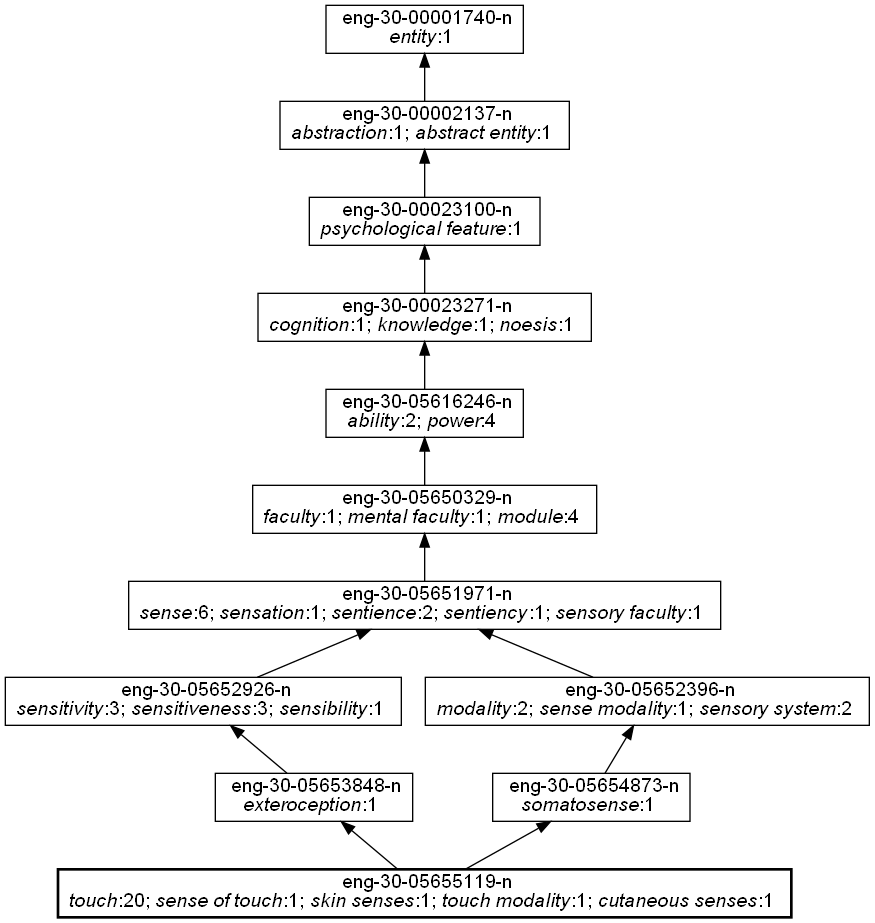 eng-30-00001740-n
entity:1
eng-30-00002137-n
abstraction:1; abstract entity:1
eng-30-00023100-n
psychological feature:1
eng-30-00023271-n
cognition:1; knowledge:1; noesis:1
eng-30-05616246-n
ability:2; power:4
eng-30-05650329-n
faculty:1; mental faculty:1; module:4
eng-30-05651971-n
sense:6; sensation:1; sentience:2; sentiency:1; sensory faculty:1
eng-30-05652926-n
sensitivity:3; sensitiveness:3; sensibility:1
eng-30-05652396-n
modality:2; sense modality:1; sensory system:2
eng-30-05653848-n
exteroception:1
eng-30-05654873-n
somatosense:1
eng-30-05655119-n
touch:20; sense of touch:1; skin senses:1; touch modality:1; cutaneous senses:1